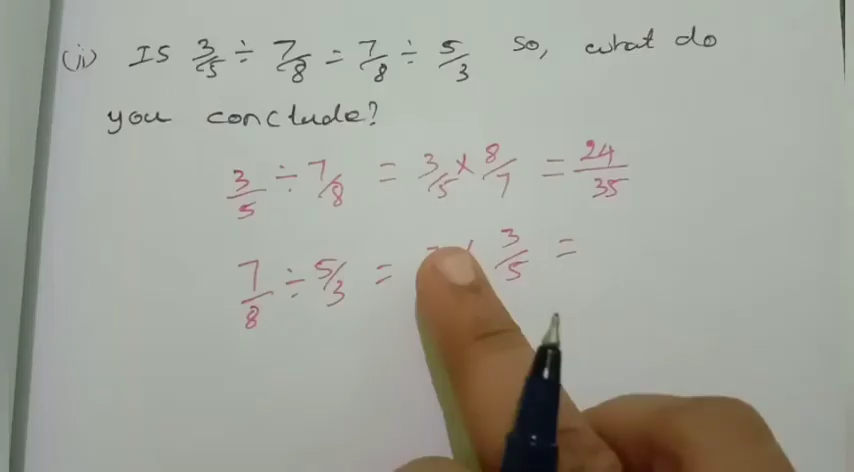 (ii) Is 3/5 ÷ 7/8 = 7/8 ÷ 5/3 so, what do
you conclude?
3/5 ÷ 7/8 = 3/5 × 8/7 = 24/35
7/8 ÷ 5/3 = × 3/5 =